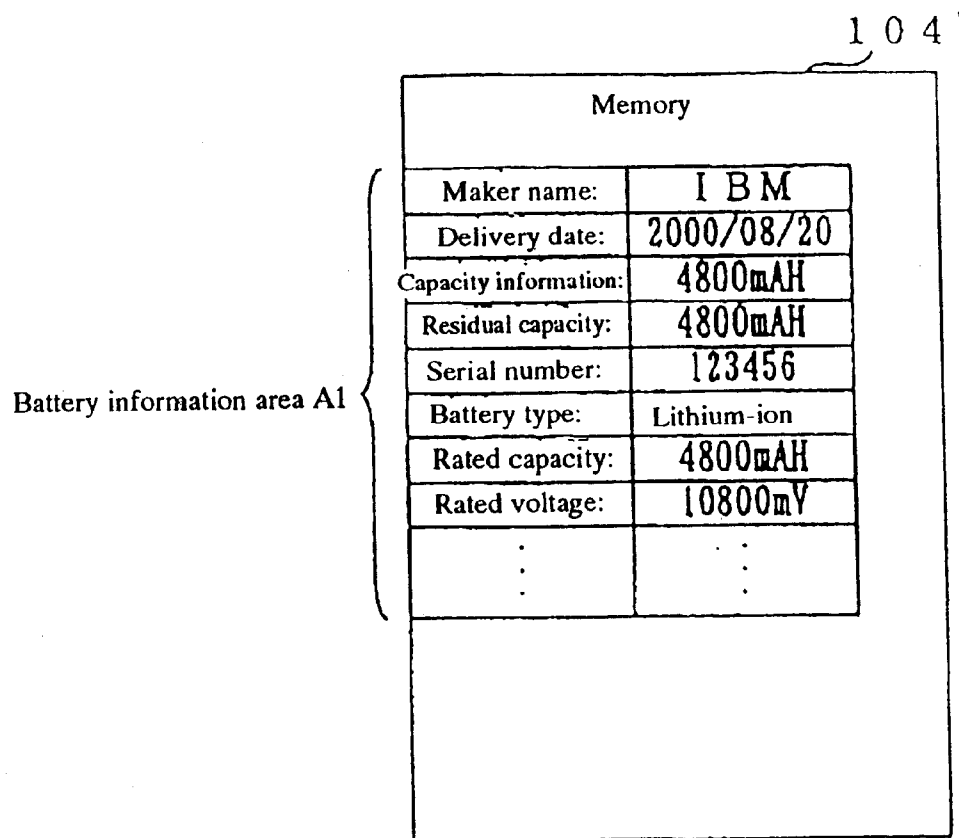 104'
Memory
Maker name: IBM
Delivery date: 2000/08/20
Capacity information: 4800mAH
Residual capacity: 4800mAH
Serial number: 123456
Battery information area A1
Battery type: Lithium-ion
Rated capacity: 4800mAH
Rated voltage: 10800mV